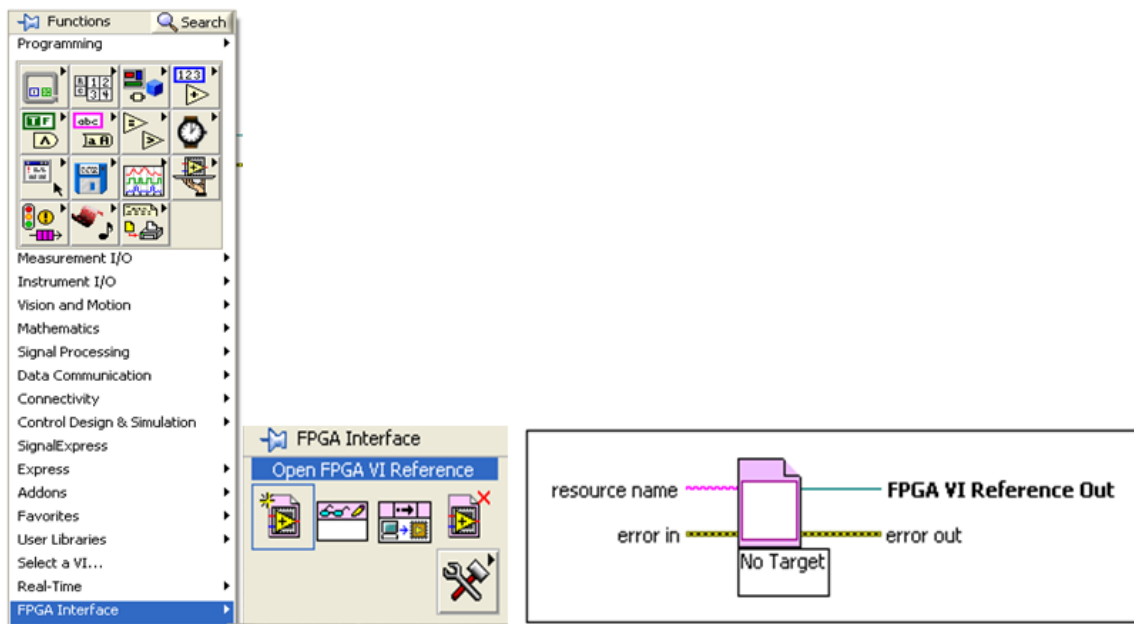 Functions
Search
Programming
Measurement I/O
Instrument I/O
Vision and Motion
Mathematics
Signal Processing
Data Communication
Connectivity
Control Design & Simulation
SignalExpress
Express
Addons
Favorites
User Libraries
Select a VI...
Real-Time
FPGA Interface
FPGA Interface
Open FPGA VI Reference
resource name
FPGA VI Reference Out
error in
error out
No Target